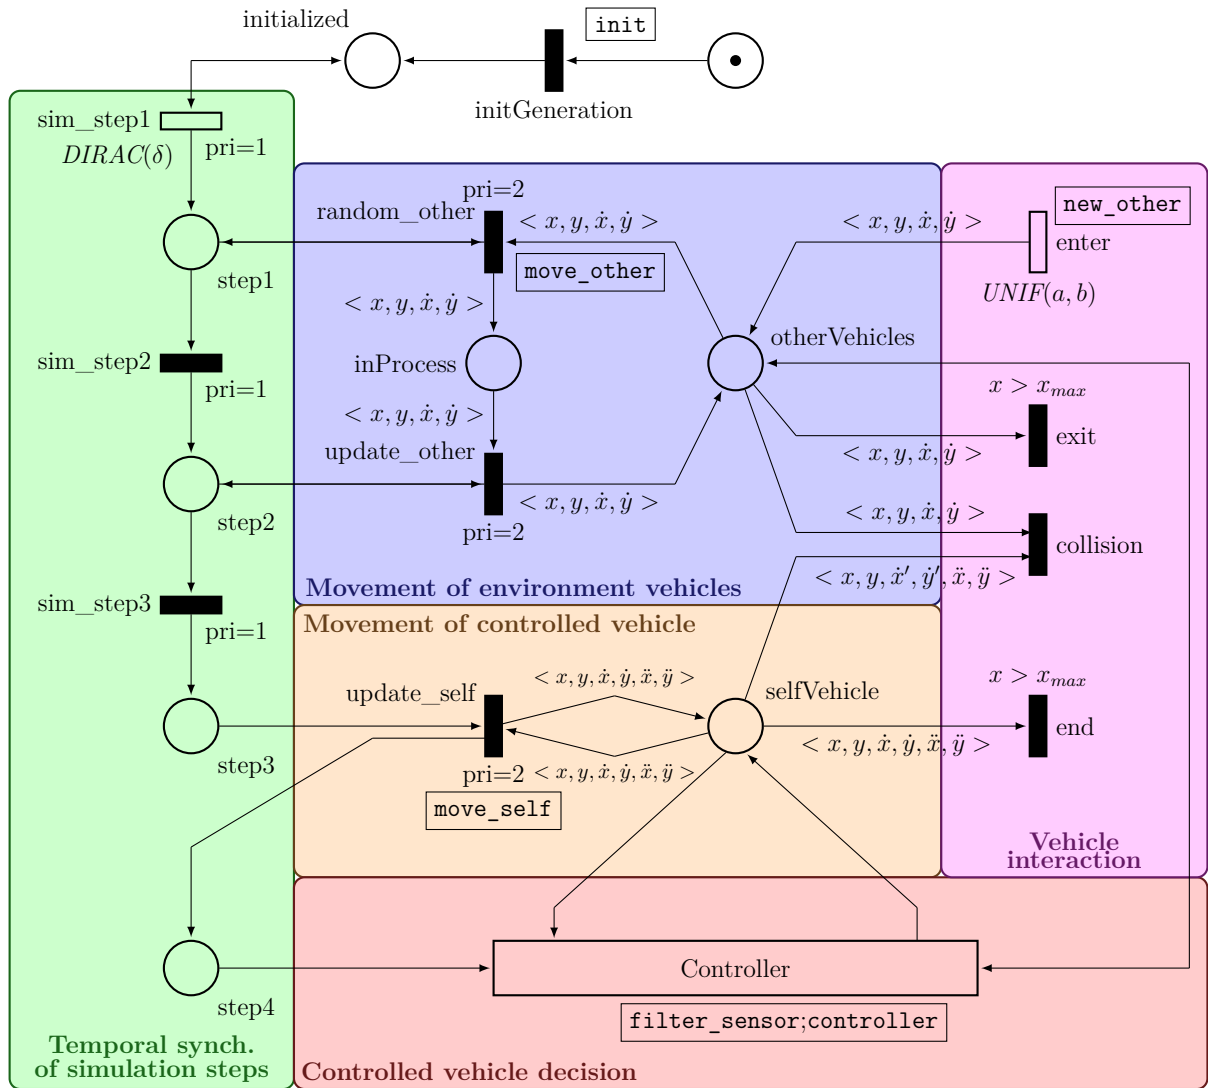 initialized
init
initGeneration
sim_step1
DIRAC(δ)
pri=1
step1
sim_step2
pri=1
step2
sim_step3
pri=1
step3
step4
Temporal synch.
of simulation steps
pri=2
random_other
< x, y, ẋ, ẏ >
move_other
< x, y, ẋ, ẏ >
inProcess
< x, y, ẋ, ẏ >
update_other
< x, y, ẋ, ẏ >
pri=2
otherVehicles
Movement of environment vehicles
< x, y, ẋ, ẏ >
new_other
enter
UNIF(a, b)
x > x_max
exit
< x, y, ẋ, ẏ >
< x, y, ẋ, ẏ >
collision
< x, y, ẋ′, ẏ′, ẍ, ÿ >
Movement of controlled vehicle
update_self
< x, y, ẋ, ẏ, ẍ, ÿ >
selfVehicle
pri=2
< x, y, ẋ, ẏ, ẍ, ÿ >
move_self
x > x_max
end
< x, y, ẋ, ẏ, ẍ, ÿ >
Vehicle
interaction
Controller
filter_sensor;controller
Controlled vehicle decision